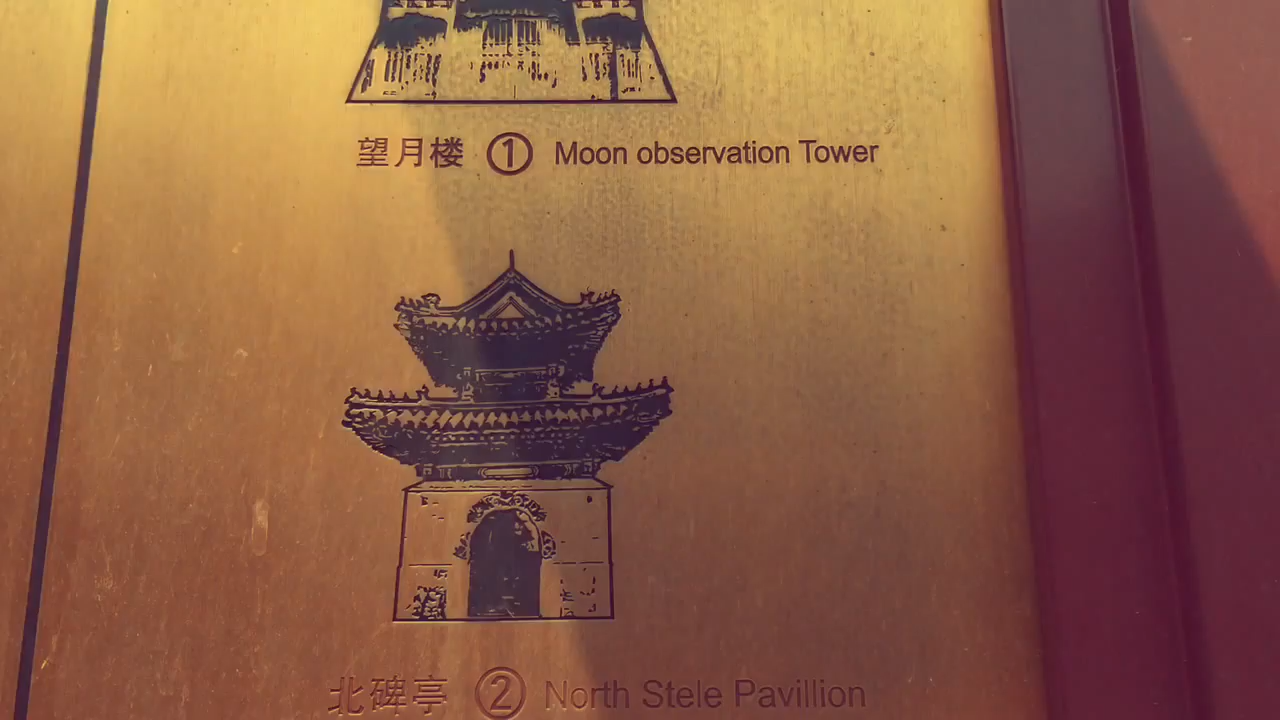 望月楼 ① Moon observation Tower
北碑亭 ② North Stele Pavillion